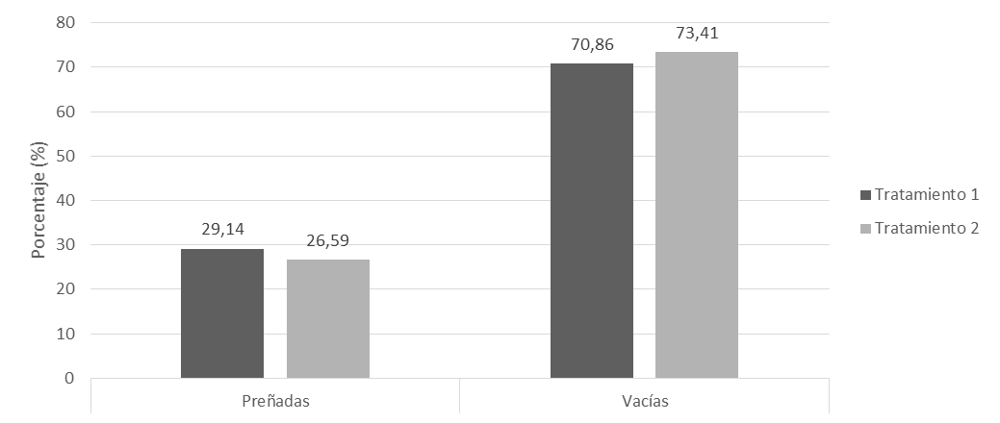 Porcentaje (%)
80
70
60
50
40
30
20
10
0
29,14
26,59
70,86
73,41
Preñadas
Vacías
Tratamiento 1
Tratamiento 2